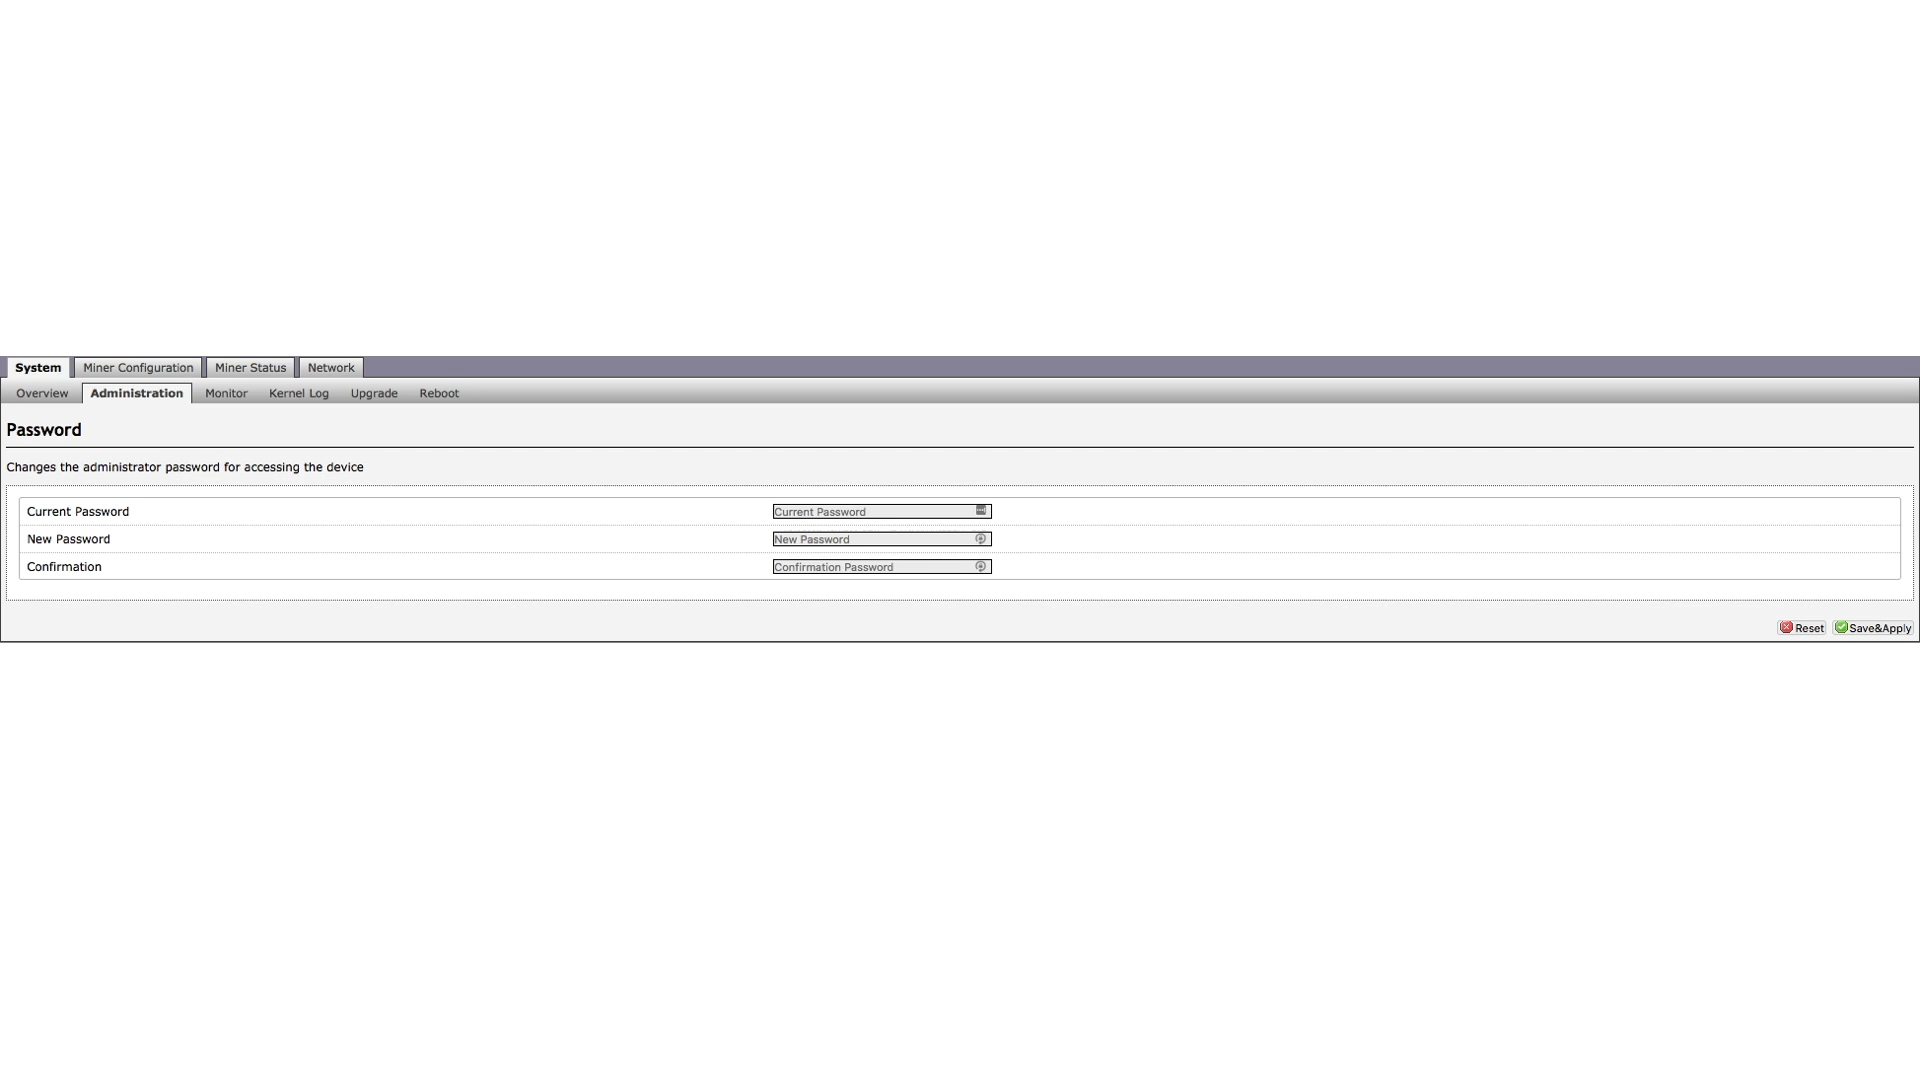 System Miner Configuration Miner Status Network
Overview Administration Monitor Kernel Log Upgrade Reboot
Password
Changes the administrator password for accessing the device
Current Password Current Password
New Password New Password
Confirmation Confirmation Password
Reset Save&Apply